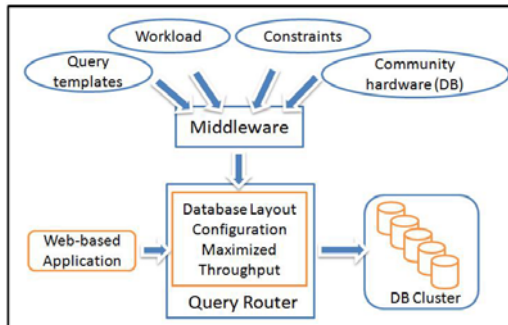 Workload
Constraints
Query
templates
Community
hardware (DB)
Middleware
Web-based
Application
Database Layout
Configuration
Maximized
Throughput
Query Router
DB Cluster